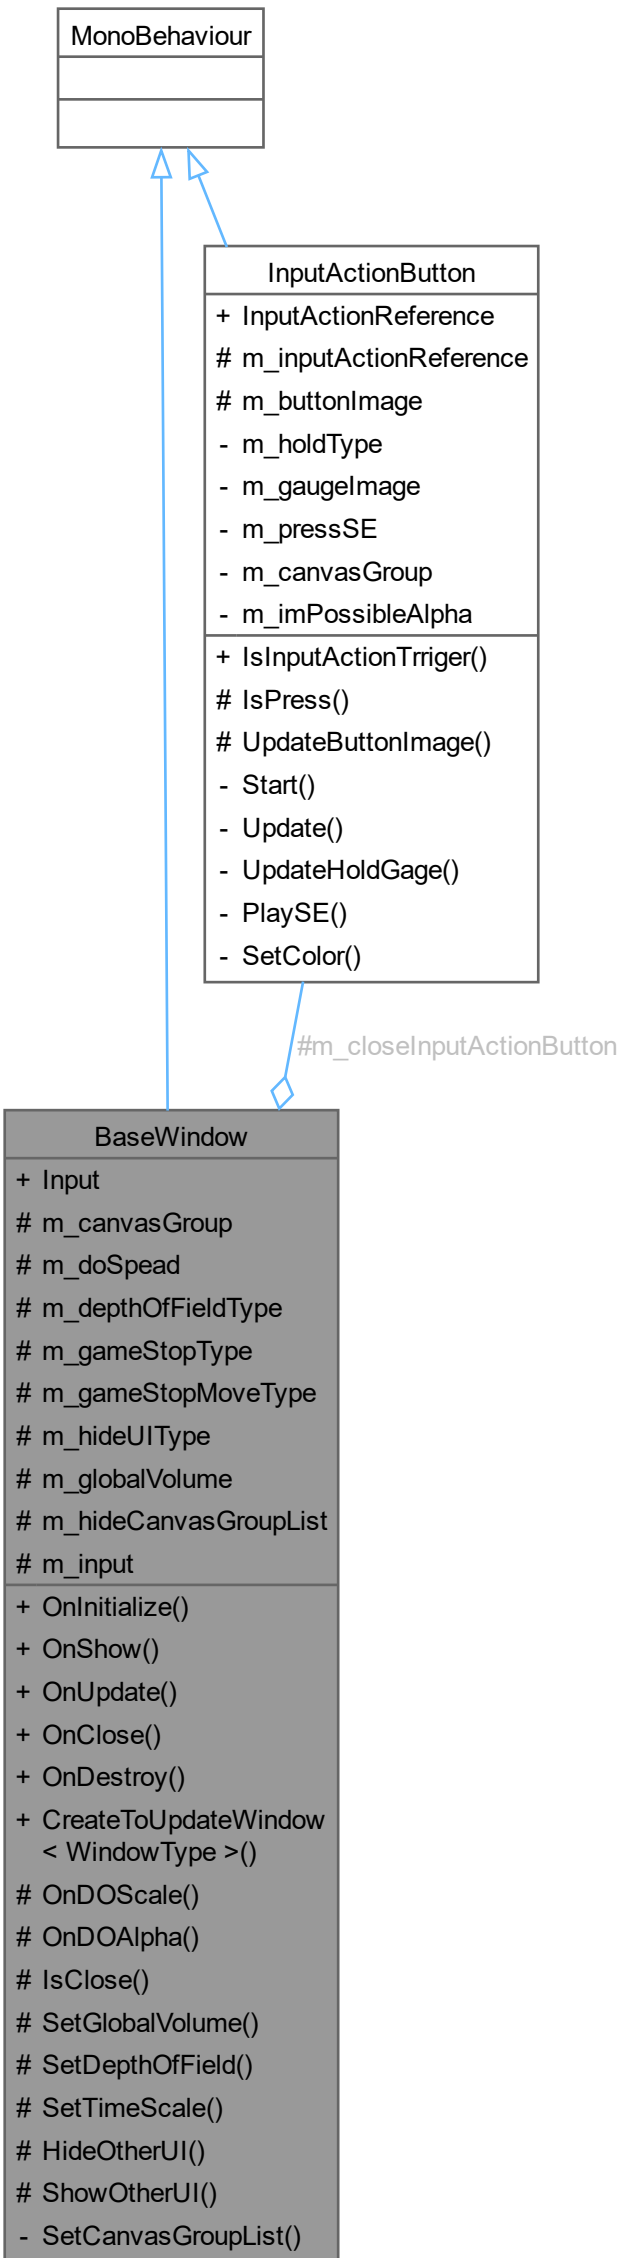 MonoBehaviour
InputActionButton
+ InputActionReference
# m_inputActionReference
# m_buttonImage
- m_holdType
- m_gaugeImage
- m_pressSE
- m_canvasGroup
- m_imPossibleAlpha
+ IsInputActionTrriger()
# IsPress()
# UpdateButtonImage()
- Start()
- Update()
- UpdateHoldGage()
- PlaySE()
- SetColor()
#m_closeInputActionButton
BaseWindow
+ Input
# m_canvasGroup
# m_doSpead
# m_depthOfFieldType
# m_gameStopType
# m_gameStopMoveType
# m_hideUIType
# m_globalVolume
# m_hideCanvasGroupList
# m_input
+ OnInitialize()
+ OnShow()
+ OnUpdate()
+ OnClose()
+ OnDestroy()
+ CreateToUpdateWindow
< WindowType >()
# OnDOScale()
# OnDOAlpha()
# IsClose()
# SetGlobalVolume()
# SetDepthOfField()
# SetTimeScale()
# HideOtherUI()
# ShowOtherUI()
- SetCanvasGroupList()